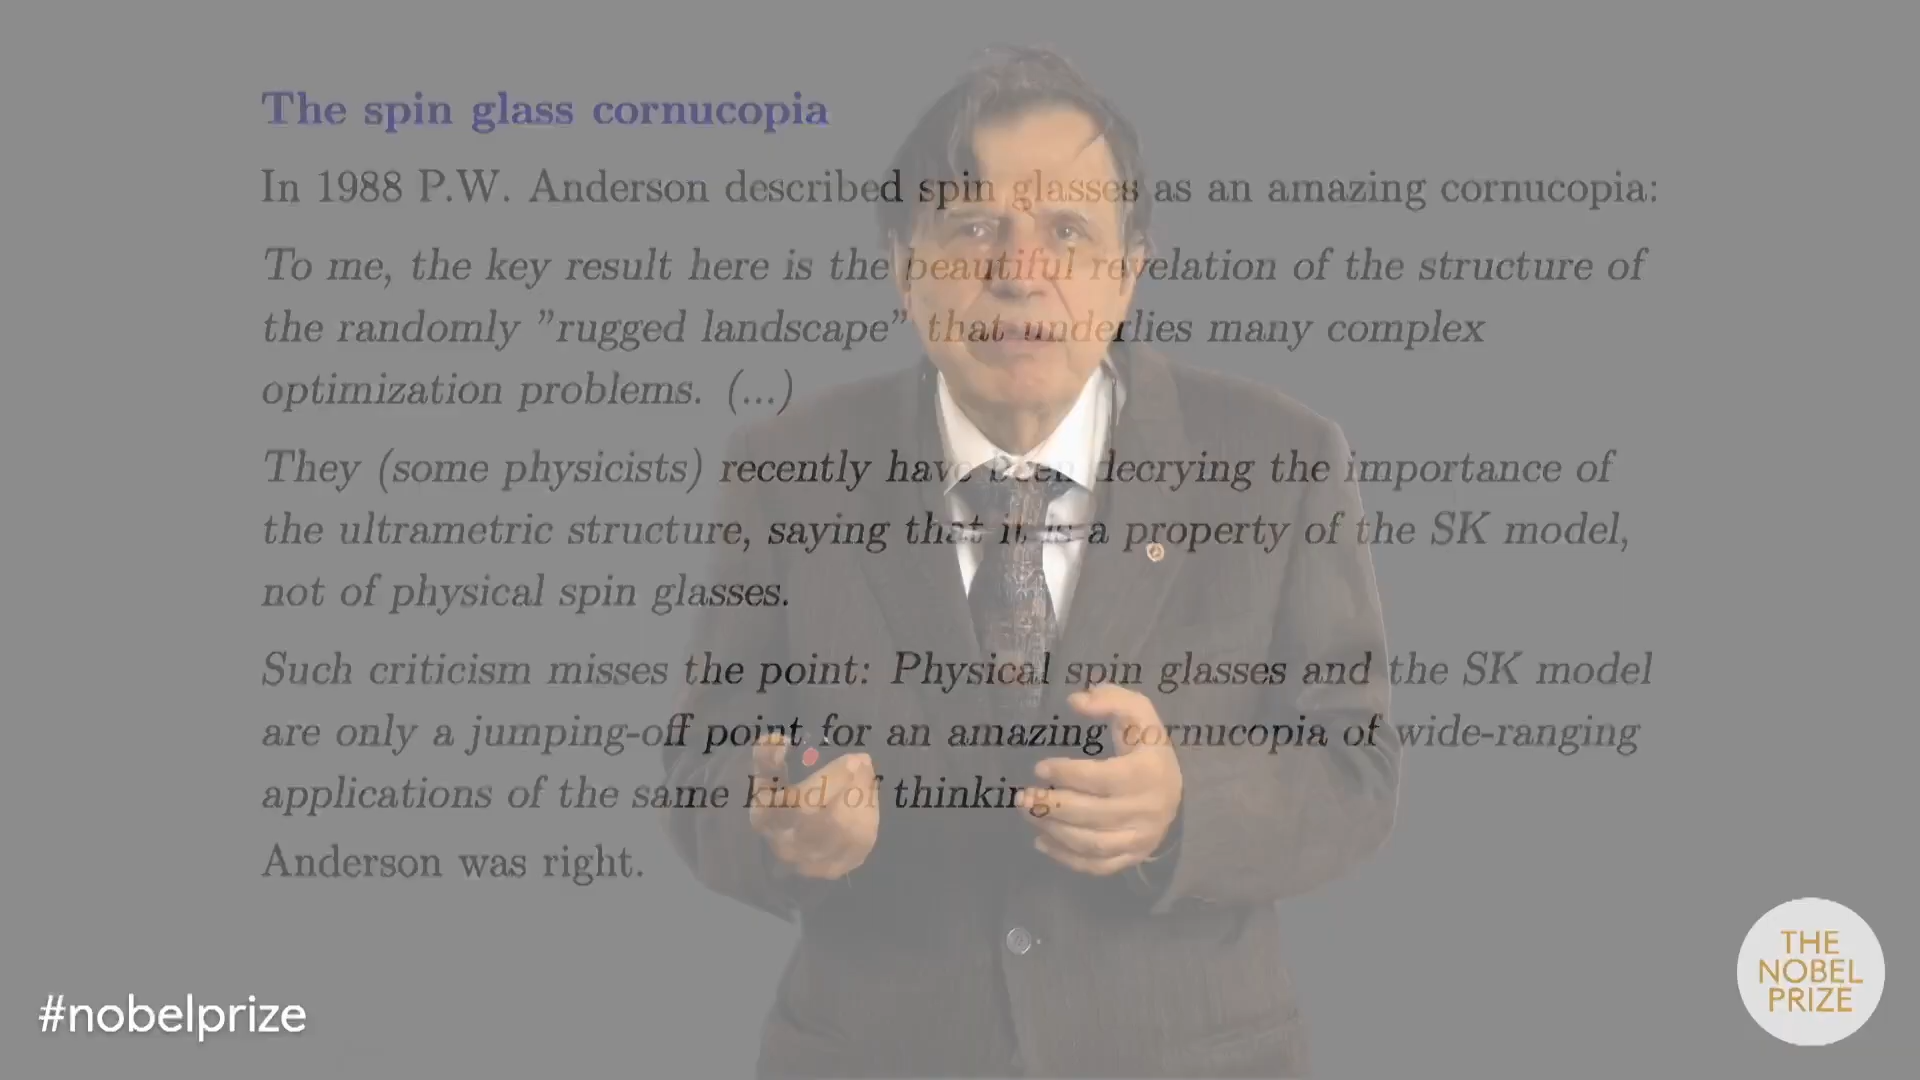 The spin glass cornucopia
In 1988 P.W. Anderson described spin glasses as an amazing cornucopia:
To me, the key result here is the beautiful revelation of the structure of
the randomly "rugged landscape" that underlies many complex
optimization problems. (...)
They (some physicists) recently have been decrying the importance of
the ultrametric structure, saying that it is a property of the SK model,
not of physical spin glasses.
Such criticism misses the point: Physical spin glasses and the SK model
are only a jumping-off point for an amazing cornucopia of wide-ranging
applications of the same kind of thinking.
Anderson was right.
#nobelprize
THE
NOBEL
PRIZE